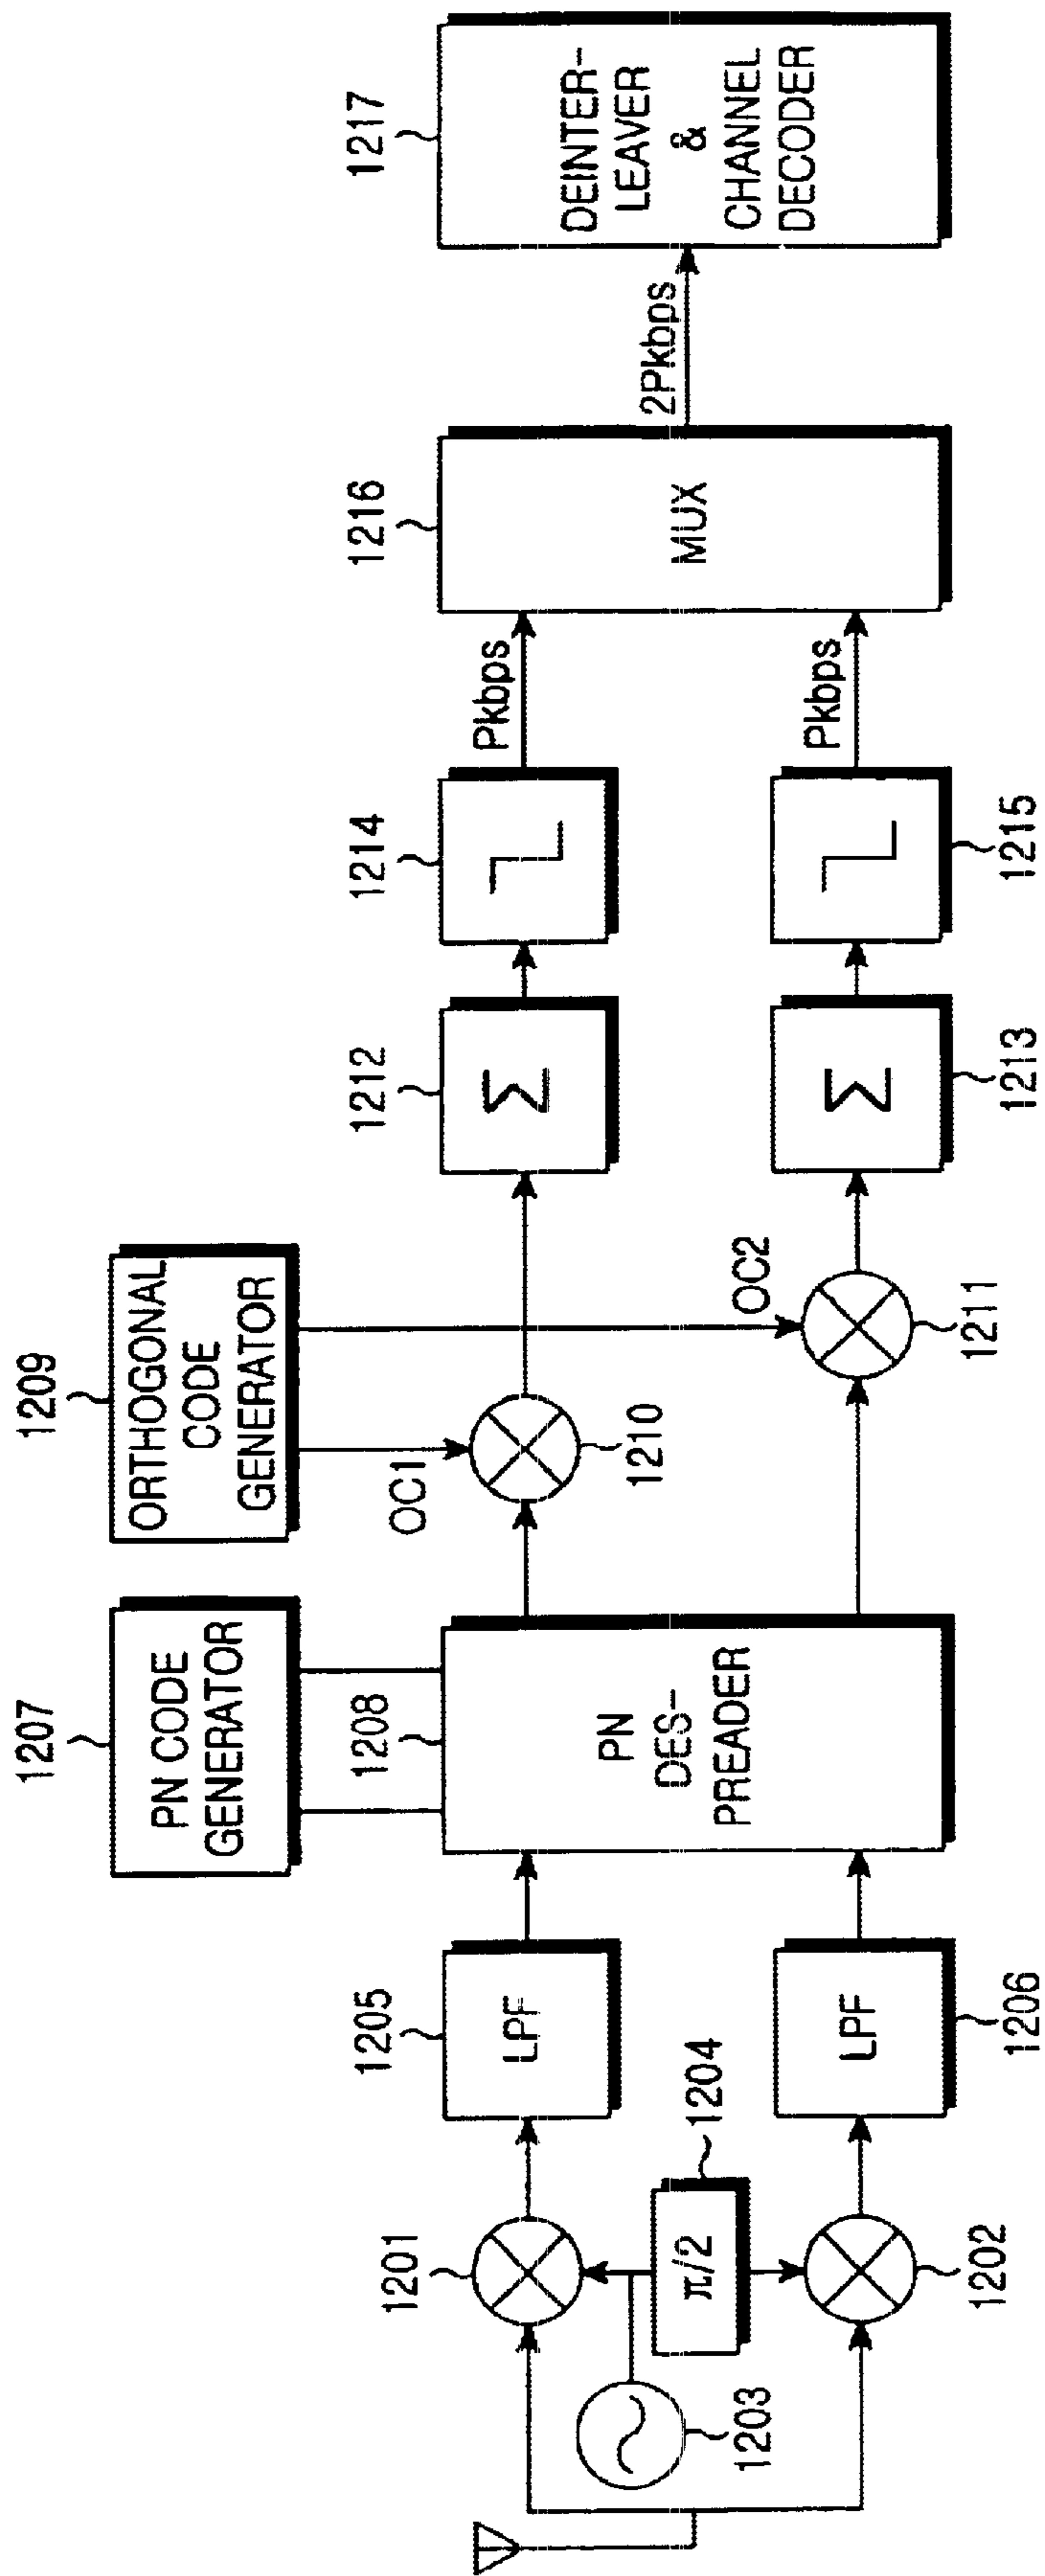 1201
1202
1203
1204
π/2
1205
LPF
1206
LPF
1207
PN CODE
GENERATOR
1208
PN
DES-
PREADER
1209
ORTHOGONAL
CODE
GENERATOR
OC1
OC2
1210
1211
1212
Σ
1213
Σ
1214
1215
Pkbps
Pkbps
1216
MUX
2Pkbps
1217
DEINTER-
LEAVER
&
CHANNEL
DECODER